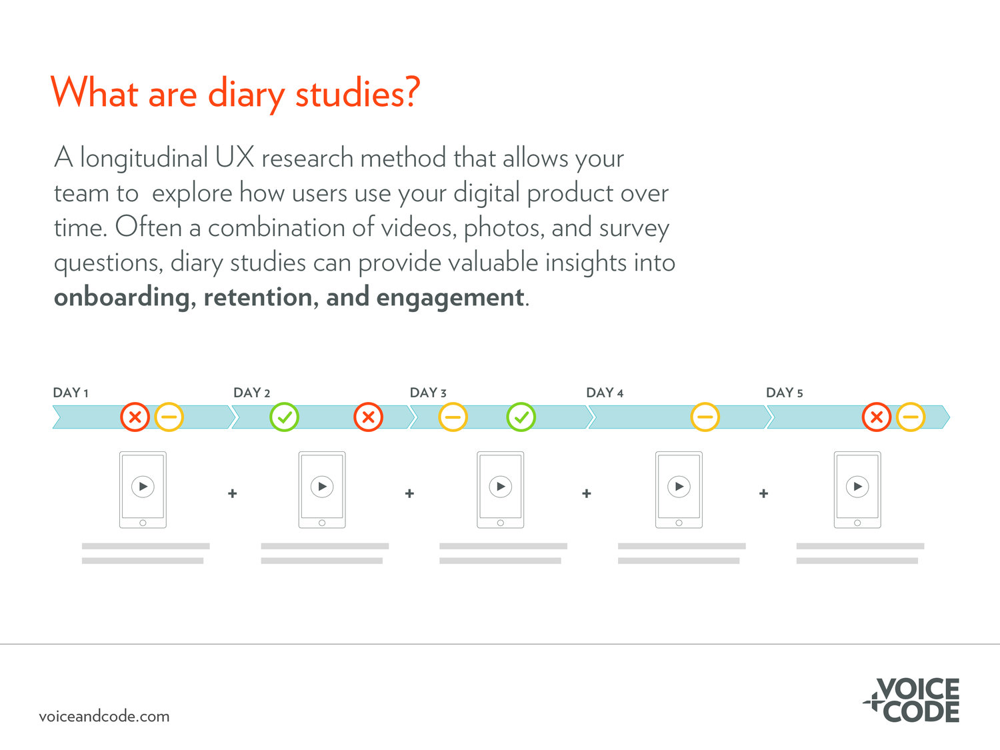 What are diary studies?
A longitudinal UX research method that allows your
team to  explore how users use your digital product over
time. Often a combination of videos, photos, and survey
questions, diary studies can provide valuable insights into
onboarding, retention, and engagement.
DAY 1 DAY 2 DAY 3 DAY 4 DAY 5
+ + + +
voiceandcode.com
VOICE
+CODE